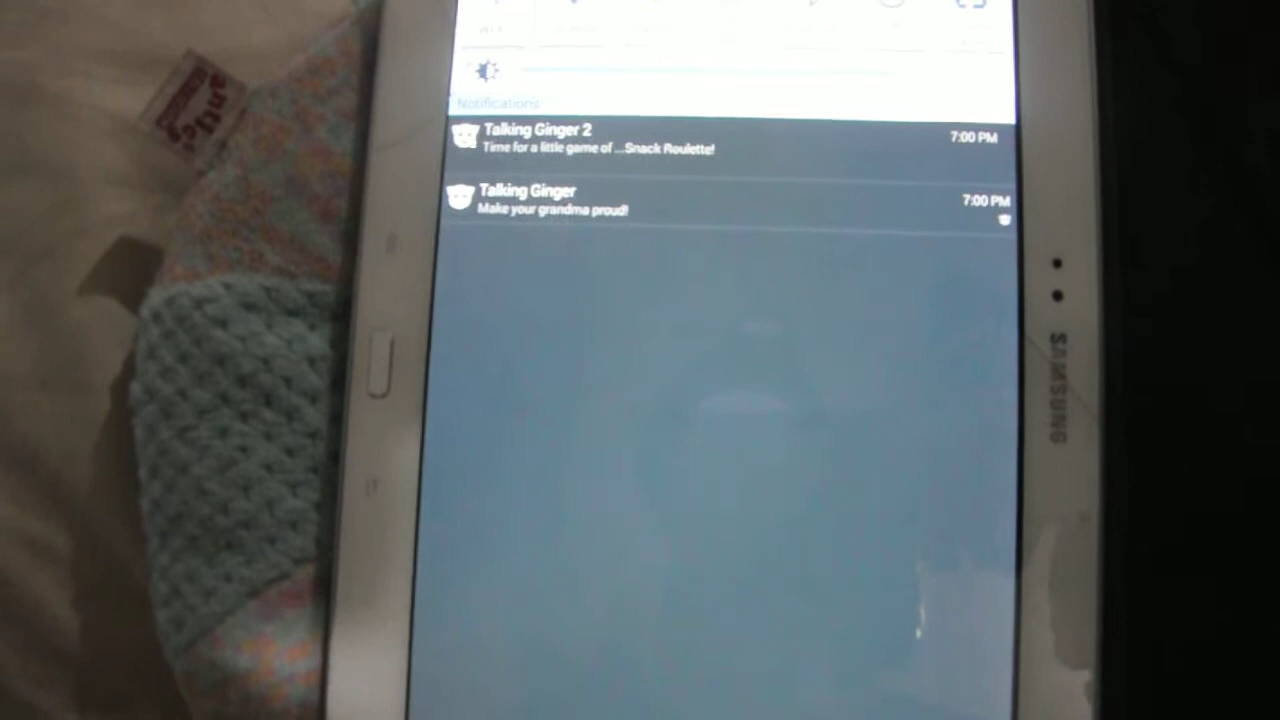 Notifications
Talking Ginger 2
7:00 PM
Time for a little game of ...Snack Roulette!
Talking Ginger
7:00 PM
Make your grandma proud!
SAMSUNG